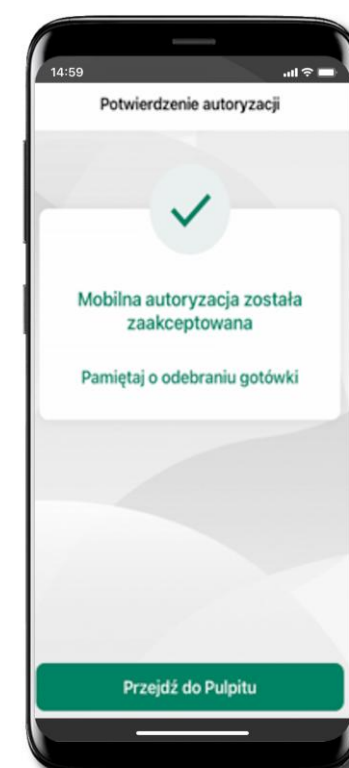 14:59
Potwierdzenie autoryzacji
Mobilna autoryzacja została
zaakceptowana
Pamiętaj o odebraniu gotówki
Przejdź do Pulpitu